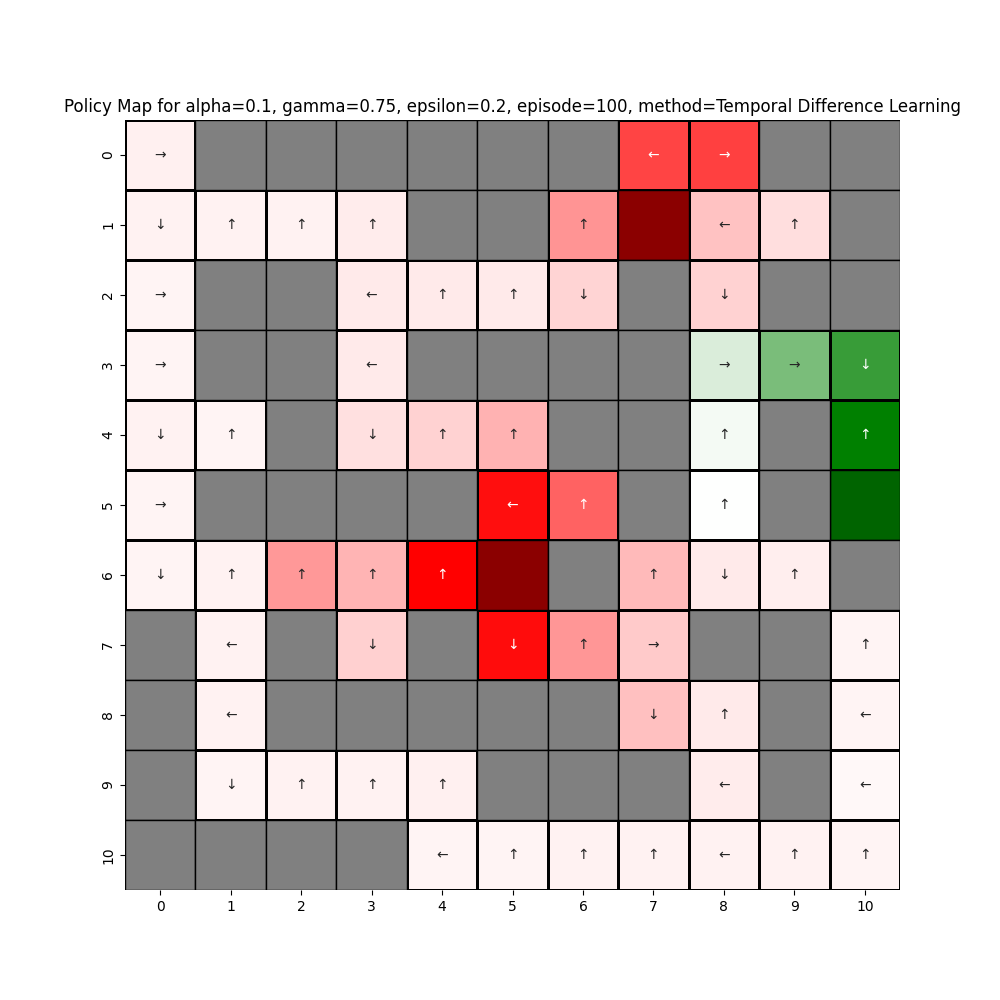 Policy Map for alpha=0.1, gamma=0.75, epsilon=0.2, episode=100, method=Temporal Difference Learning
0 → ← →
1 ↓ ↑ ↑ ↑ ↑ ← ↑
2 → ← ↑ ↑ ↓ ↓
3 → ← → → ↓
4 ↓ ↑ ↓ ↑ ↑ ↑ ↑
5 → ← ↑ ↑
6 ↓ ↑ ↑ ↑ ↑ ↑ ↓ ↑
7 ← ↓ ↓ ↑ → ↑
8 ← ↓ ↑ ←
9 ↓ ↑ ↑ ↑ ← ←
10 ← ↑ ↑ ↑ ← ↑ ↑
0 1 2 3 4 5 6 7 8 9 10